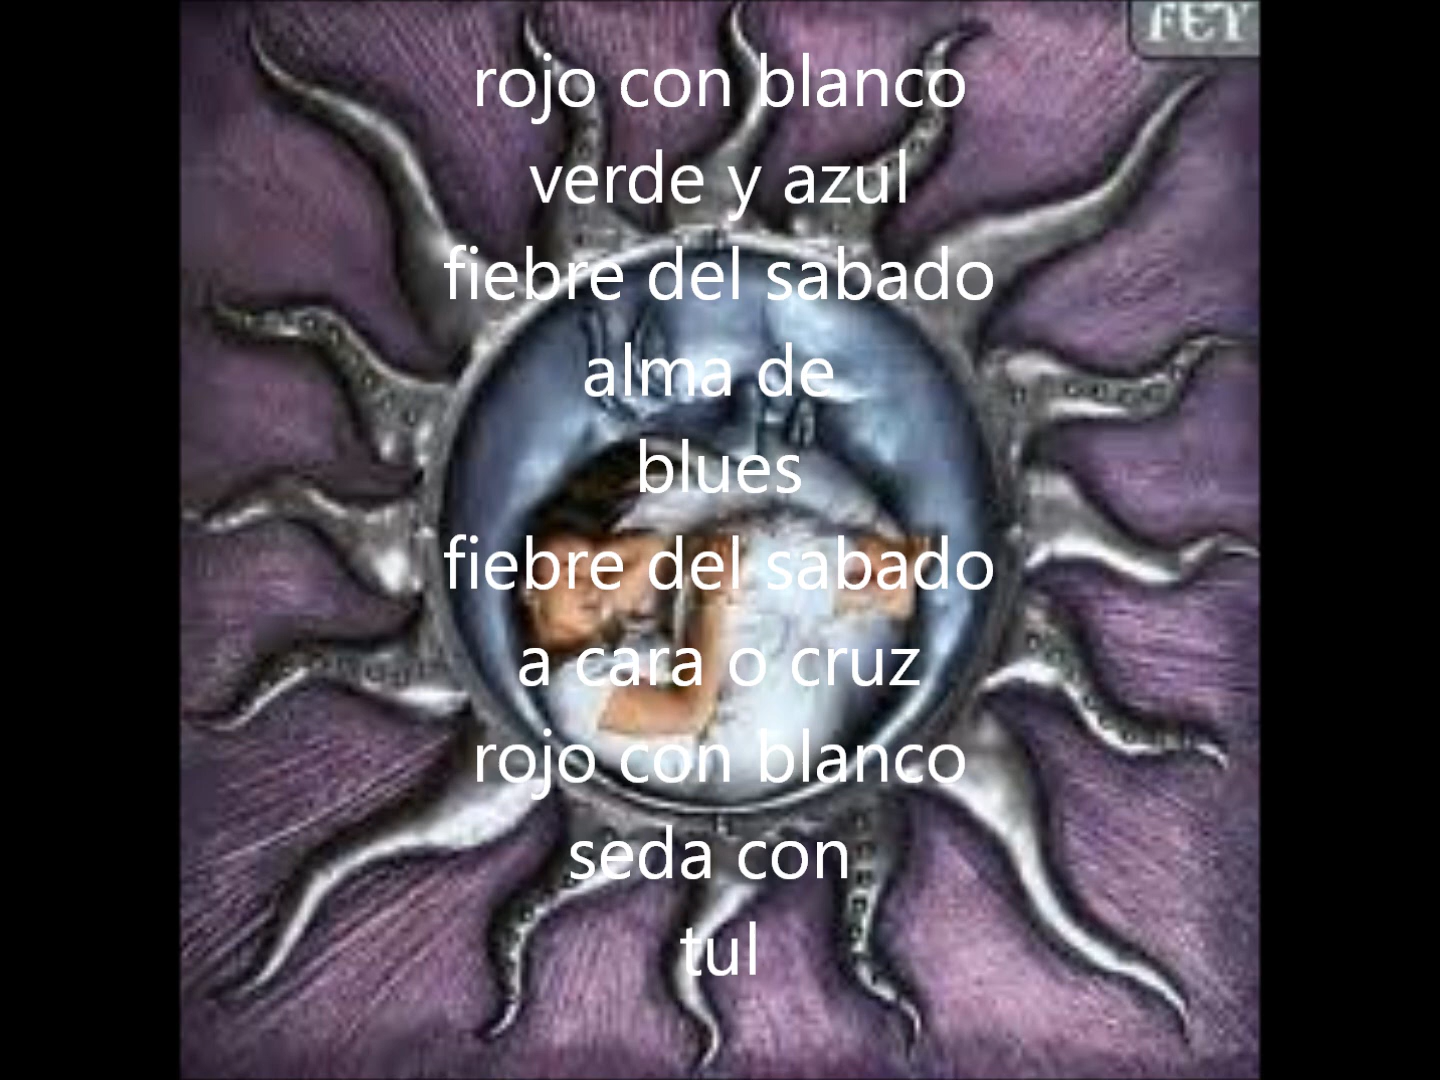 FEY
rojo con blanco
verde y azul
fiebre del sabado
alma de
blues
fiebre del sabado
a cara o cruz
rojo con blanco
seda con
tul